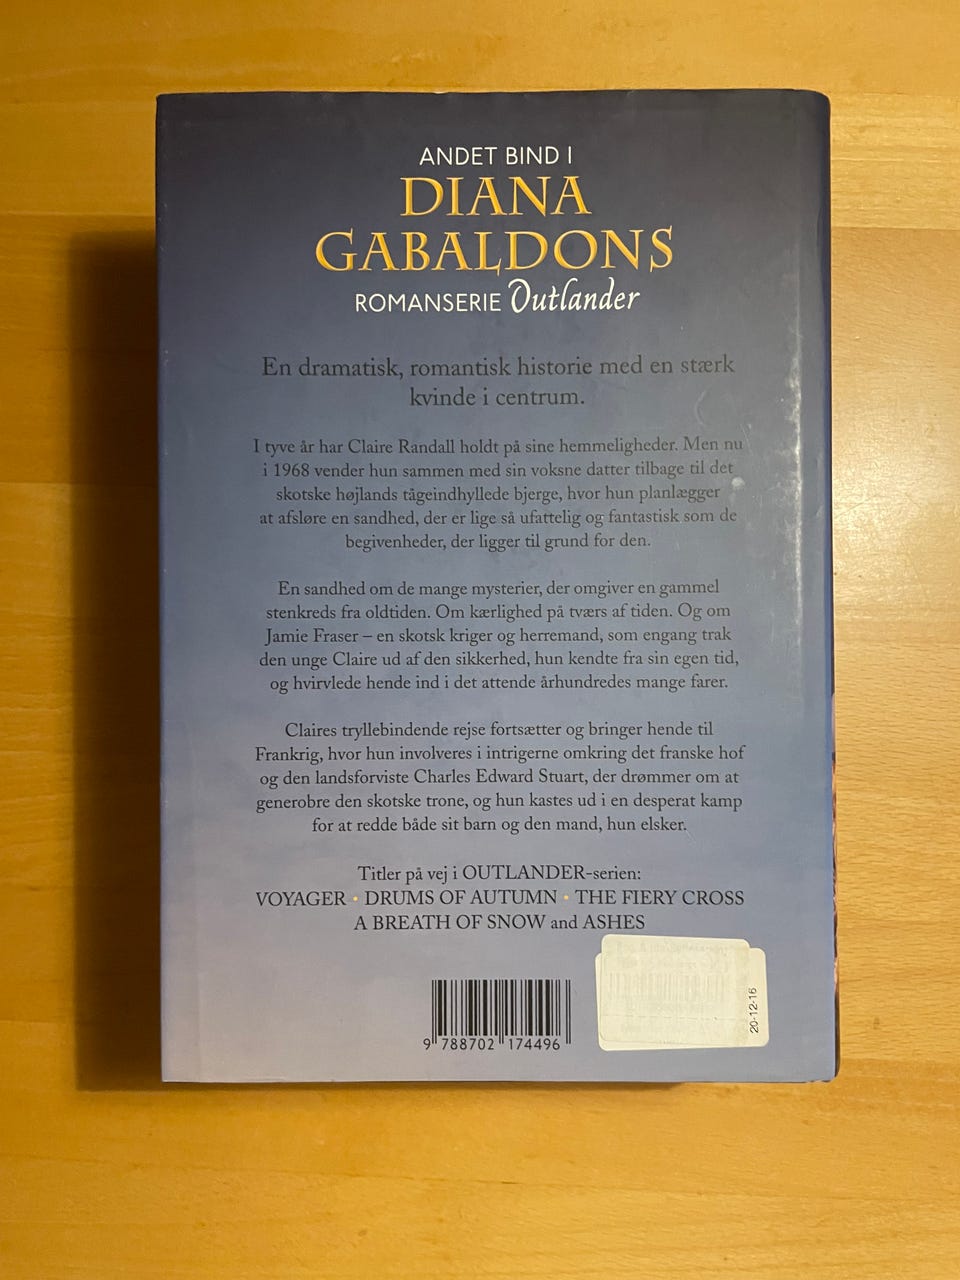 ANDET BIND I
DIANA
GABALDONS
ROMANSERIE Outlander
En dramatisk, romantisk historie med en stærk
kvinde i centrum.
I tyve år har Claire Randall holdt på sine hemmeligheder. Men nu
i 1968 vender hun sammen med sin voksne datter tilbage til det
skotske højlands tågeindhyllede bjerge, hvor hun planlægger
at afsløre en sandhed, der er lige så ufattelig og fantastisk som de
begivenheder, der ligger til grund for den.
En sandhed om de mange mysterier, der omgiver en gammel
stenkreds fra oldtiden. Om kærlighed på tværs af tiden. Og om
Jamie Fraser – en skotsk kriger og herremand, som engang trak
den unge Claire ud af den sikkerhed, hun kendte fra sin egen tid,
og hvirvlede hende ind i det attende århundredes mange farer.
Claires tryllebindende rejse fortsætter og bringer hende til
Frankrig, hvor hun involveres i intrigerne omkring det franske hof
og den landsforviste Charles Edward Stuart, der drømmer om at
generobre den skotske trone, og hun kastes ud i en desperat kamp
for at redde både sit barn og den mand, hun elsker.
Titler på vej i OUTLANDER-serien:
VOYAGER • DRUMS OF AUTUMN • THE FIERY CROSS
A BREATH OF SNOW and ASHES
9 788702 174496
20-12-16